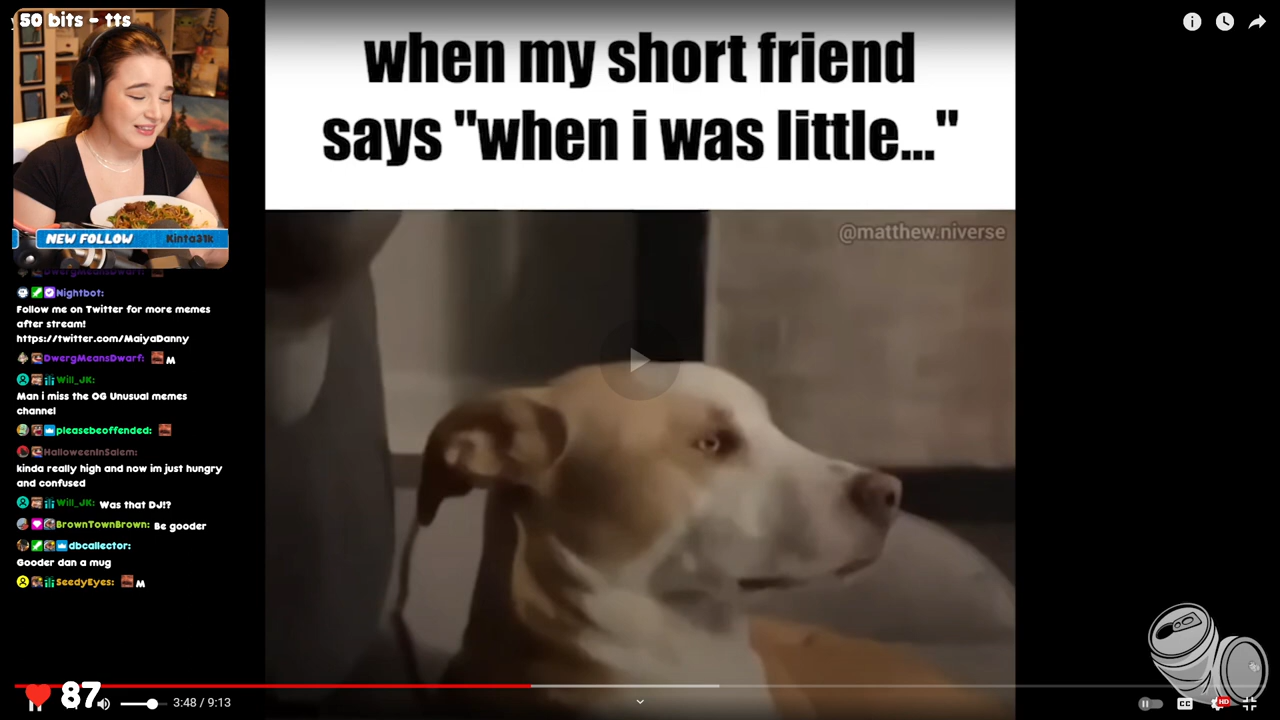 50 bits - tts
when my short friend
says "when i was little..."
@matthew.niverse
NEW FOLLOW Kinta31k
DwergMeansDwarf:
Nightbot:
Follow me on Twitter for more memes
after stream!
https://twitter.com/MaiyaDanny
DwergMeansDwarf: M
Will_JK:
Man i miss the OG Unusual memes
channel
pleasebeoffended:
HalloweenInSalem:
kinda really high and now im just hungry
and confused
Will_JK: Was that DJ!?
BrownTownBrown: Be gooder
dbcallector:
Gooder dan a mug
SeedyEyes: M
87
3:48 / 9:13
CC
HD